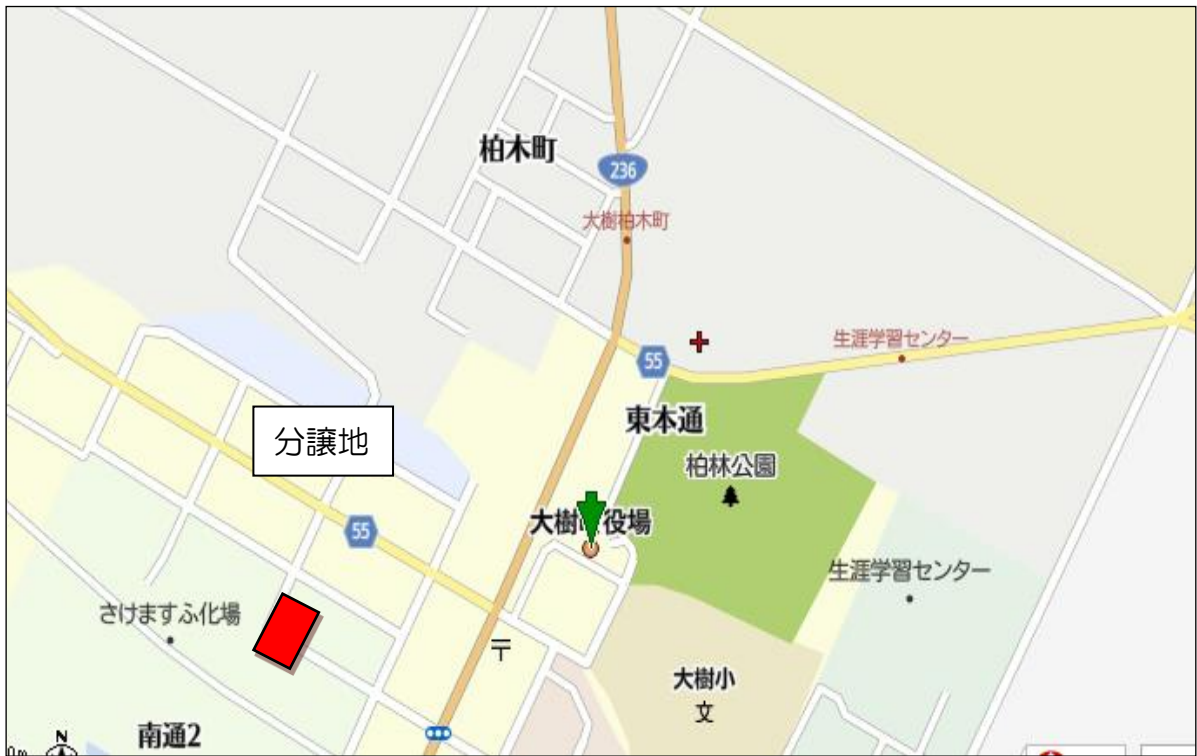 柏木町
236
大樹柏木町
生涯学習センター
55
東本通
分譲地
柏林公園
大樹
役場
55
生涯学習センター
さけますふ化場
〒
大樹小
文
南通2
N
0m